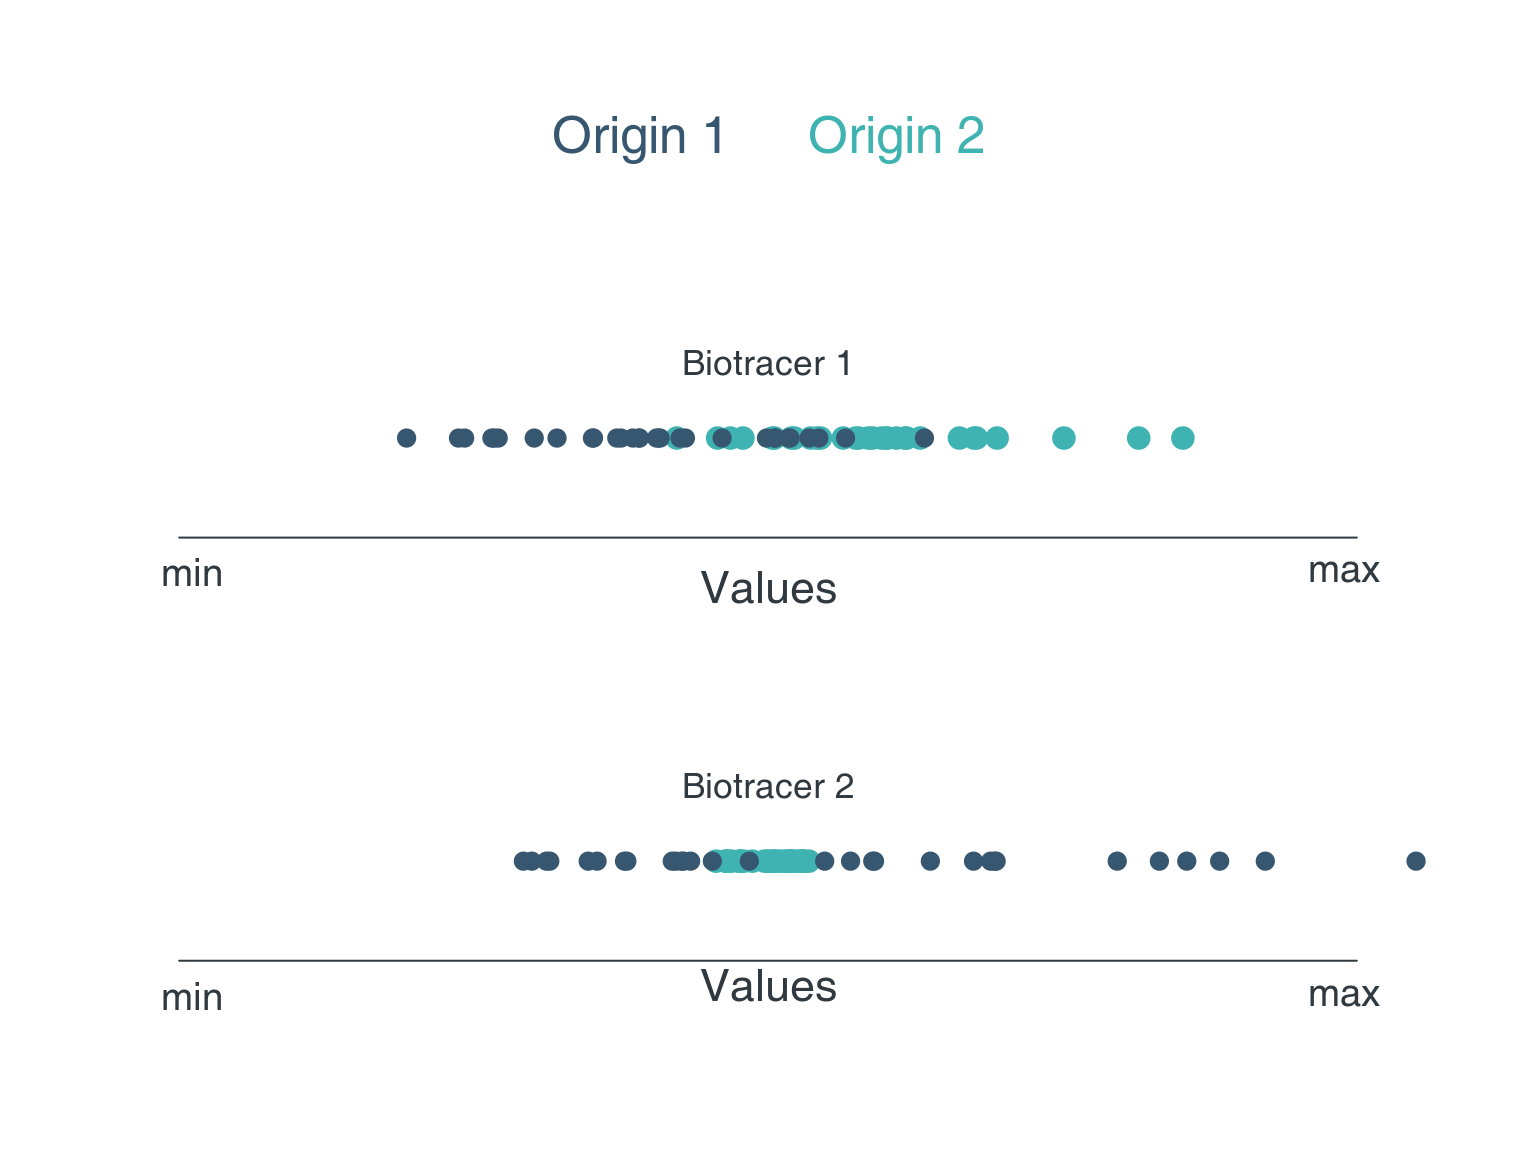 Origin 1 Origin 2
Biotracer 1
min Values max
Biotracer 2
min Values max